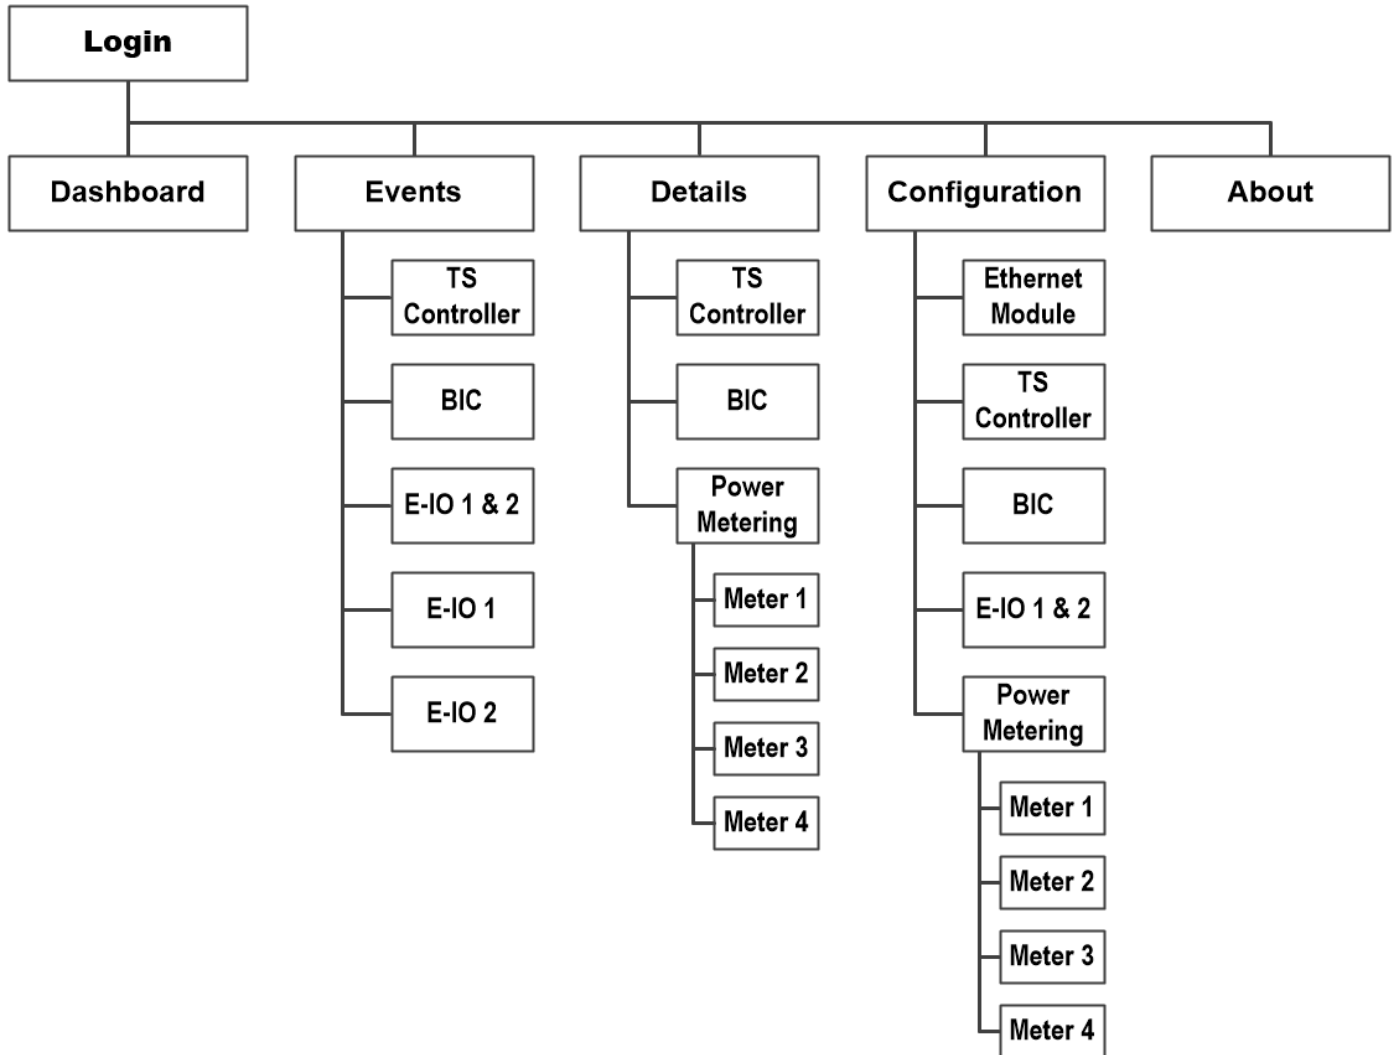 Login
Dashboard
Events
Details
Configuration
About
TS
Controller
BIC
E-IO 1 & 2
E-IO 1
E-IO 2
TS
Controller
BIC
Power
Metering
Meter 1
Meter 2
Meter 3
Meter 4
Ethernet
Module
TS
Controller
BIC
E-IO 1 & 2
Power
Metering
Meter 1
Meter 2
Meter 3
Meter 4